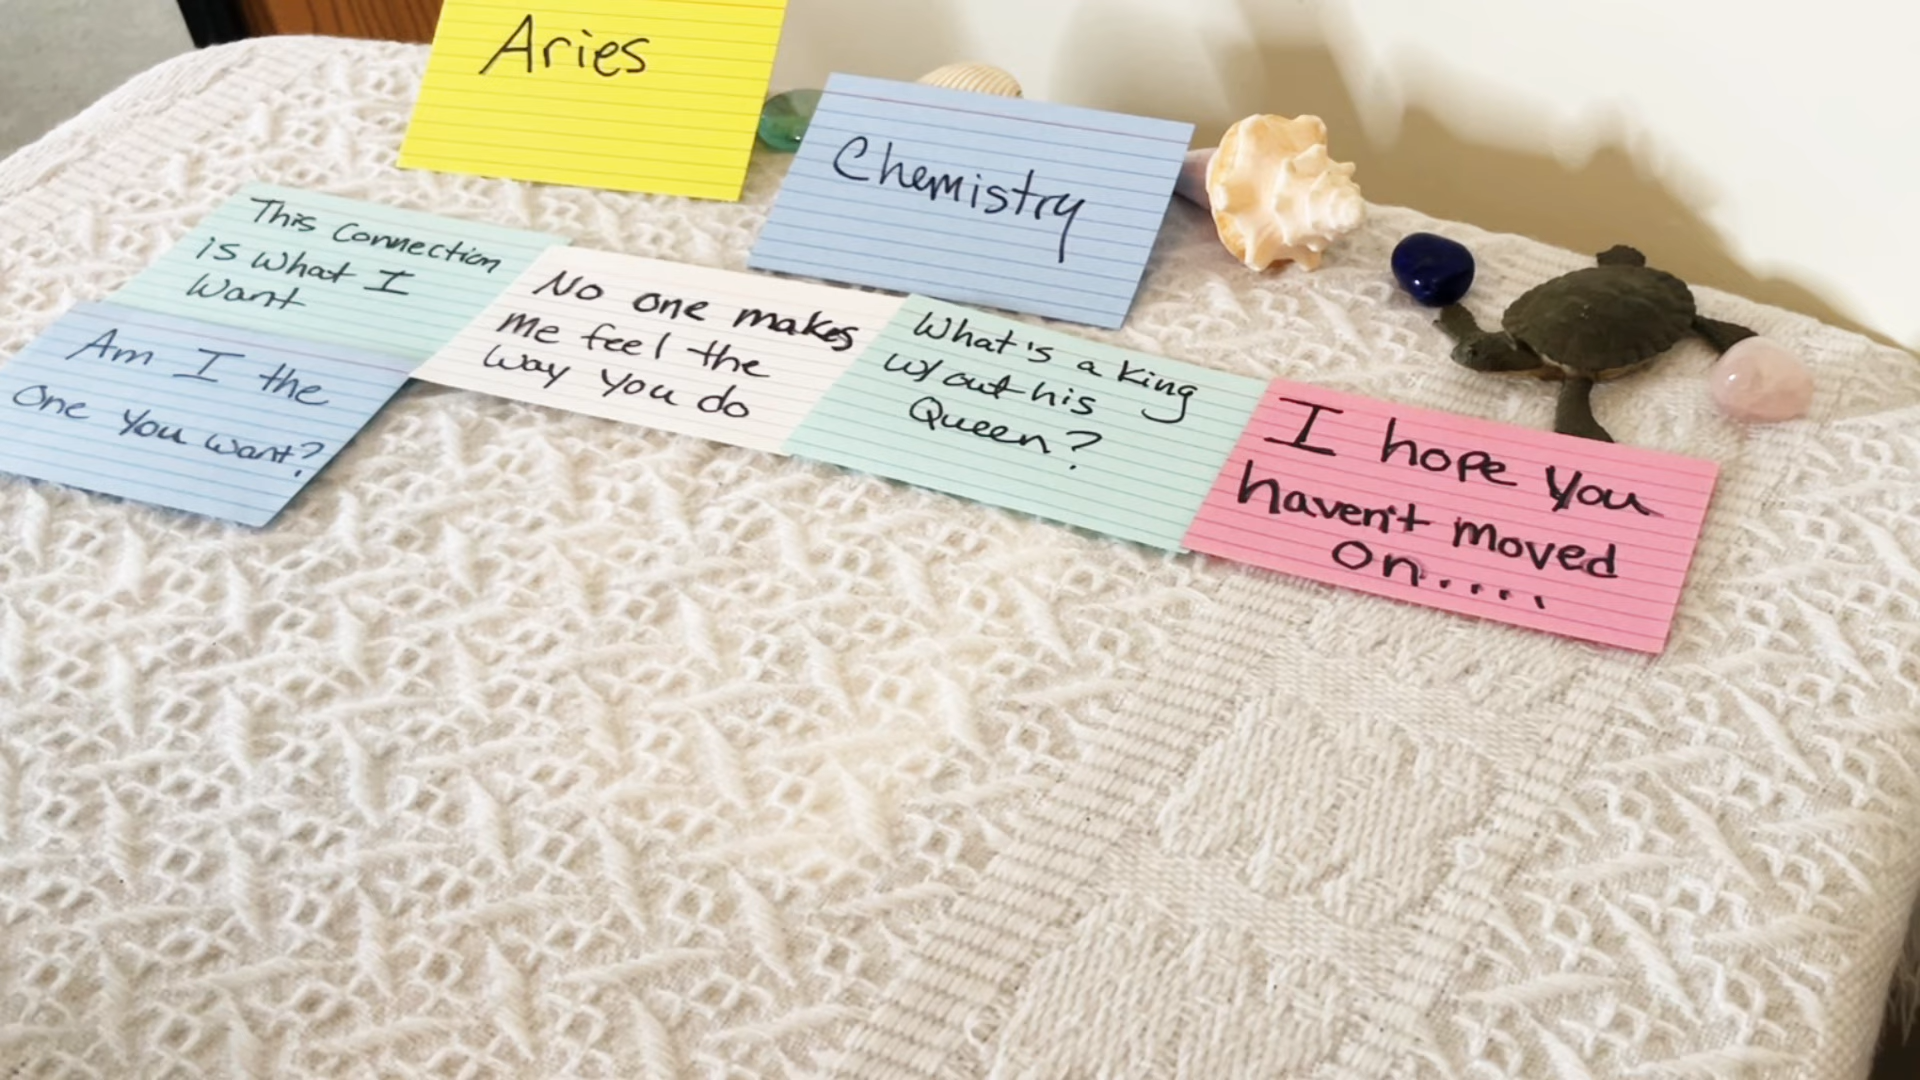 Aries
Chemistry
This Connection
is what I
want
Am I the
One You want?
No one makes
me feel the
way you do
What's a King
w/out his
Queen?
I hope You
haven't moved
On.....